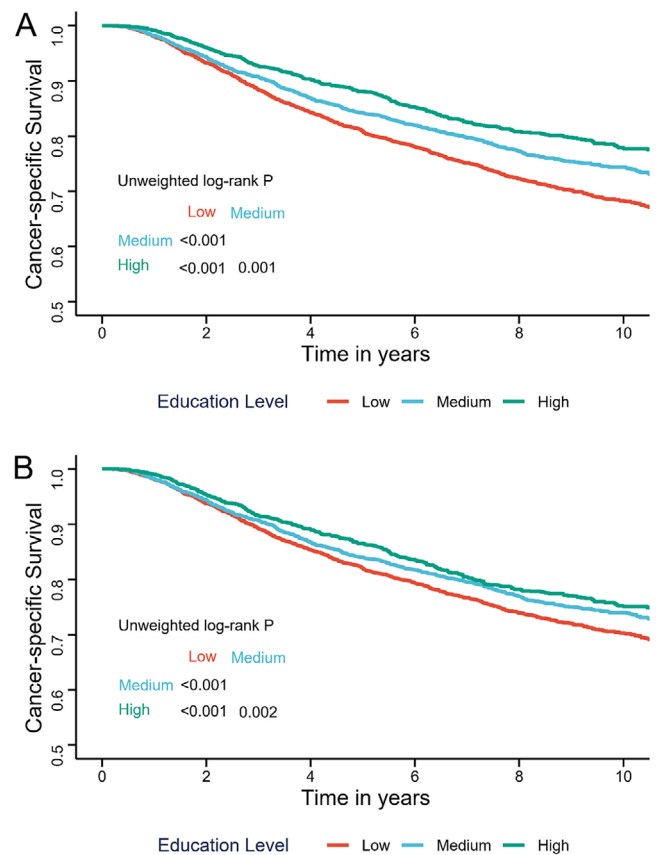 A
Cancer-specific Survival
1.0
0.9
0.8
0.7
0.6
0.5
Unweighted log-rank P
Low Medium
Medium <0.001
High <0.001 0.001
0 2 4 6 8 10
Time in years
Education Level Low Medium High
B
Cancer-specific Survival
1.0
0.9
0.8
0.7
0.6
0.5
Unweighted log-rank P
Low Medium
Medium <0.001
High <0.001 0.002
0 2 4 6 8 10
Time in years
Education Level Low Medium High